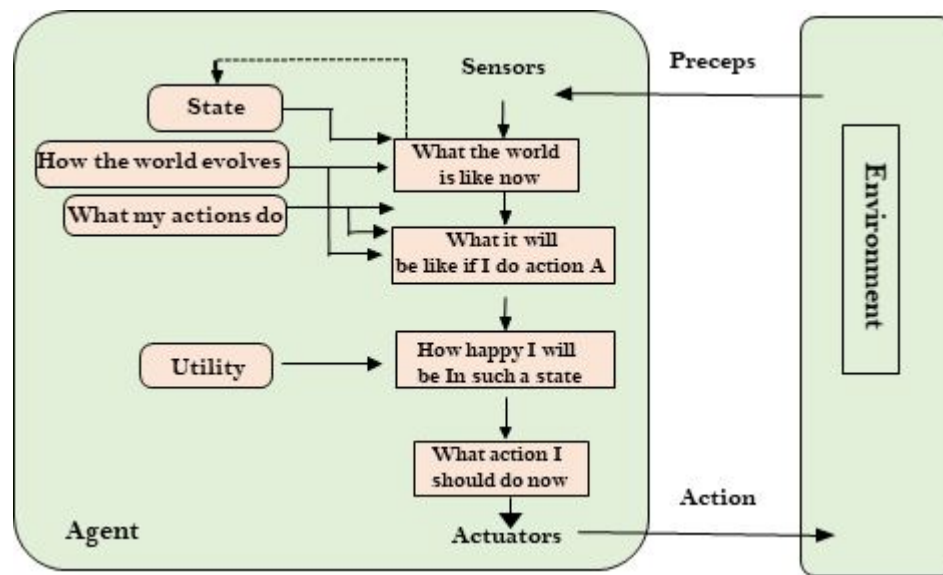 Sensors
Preceps
State
How the world evolves
What the world
is like now
What my actions do
What it will
be like if I do action A
Environment
Utility
How happy I will
be In such a state
What action I
should do now
Action
Agent
Actuators